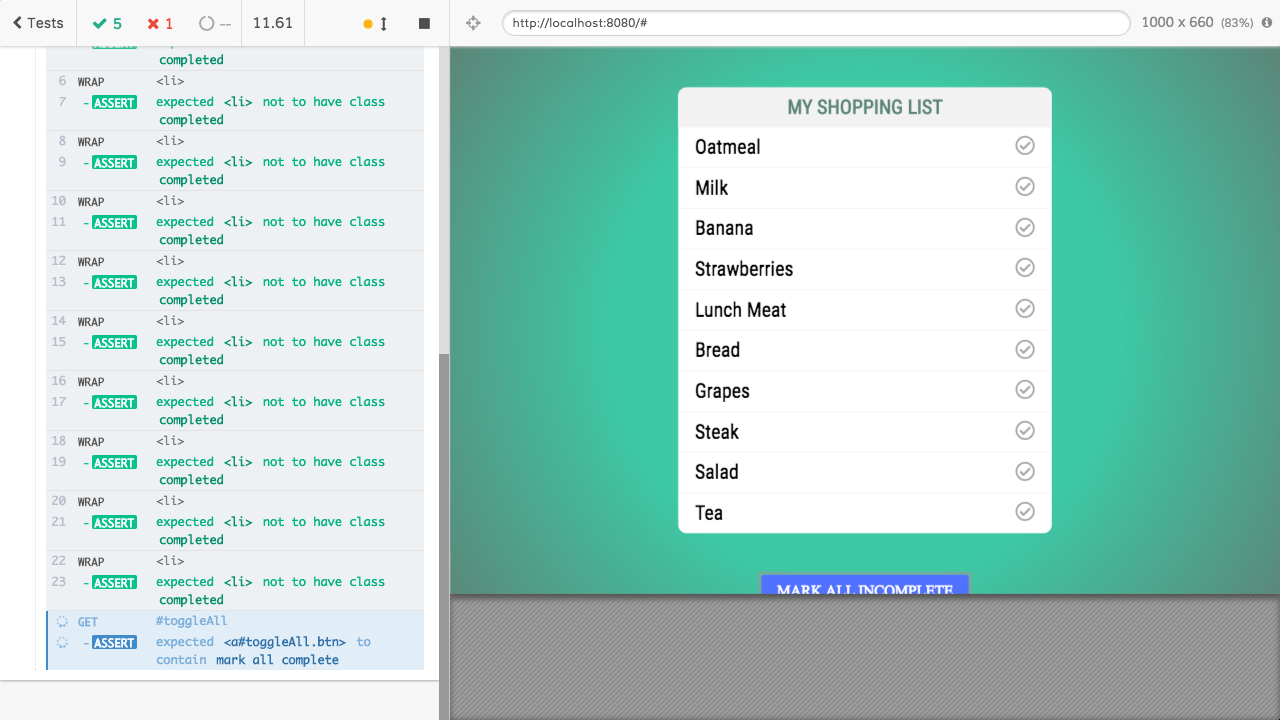 Tests
5
1
--
11.61
http://localhost:8080/#
1000 x 660 (83%)
completed
6 WRAP <li>
7 - ASSERT expected <li> not to have class
completed
8 WRAP <li>
9 - ASSERT expected <li> not to have class
completed
10 WRAP <li>
11 - ASSERT expected <li> not to have class
completed
12 WRAP <li>
13 - ASSERT expected <li> not to have class
completed
14 WRAP <li>
15 - ASSERT expected <li> not to have class
completed
16 WRAP <li>
17 - ASSERT expected <li> not to have class
completed
18 WRAP <li>
19 - ASSERT expected <li> not to have class
completed
20 WRAP <li>
21 - ASSERT expected <li> not to have class
completed
22 WRAP <li>
23 - ASSERT expected <li> not to have class
completed
GET #toggleAll
- ASSERT expected <a#toggleAll.btn> to
contain mark all complete
MY SHOPPING LIST
Oatmeal
Milk
Banana
Strawberries
Lunch Meat
Bread
Grapes
Steak
Salad
Tea
MARK ALL INCOMPLETE